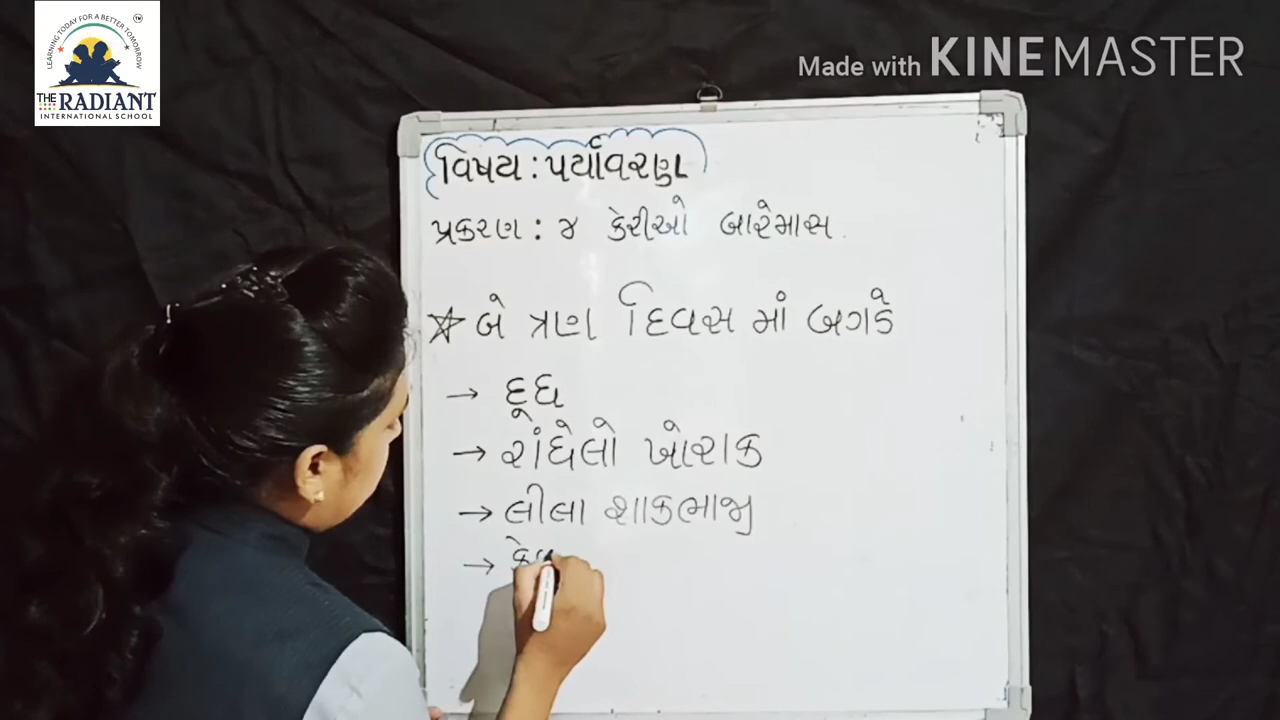 LEARNING TODAY FOR A BETTER TOMORROW
TM
THE RADIANT
INTERNATIONAL SCHOOL
Made with KINEMASTER
વિષય : પર્યાવરણ
પ્રકરણ : ૪ કેરીઓ બારેમાસ
બે ત્રણ દિવસ માં બગડે
→ દૂધ
→ રાંધેલો ખોરાક
→ લીલા શાકભાજી
→